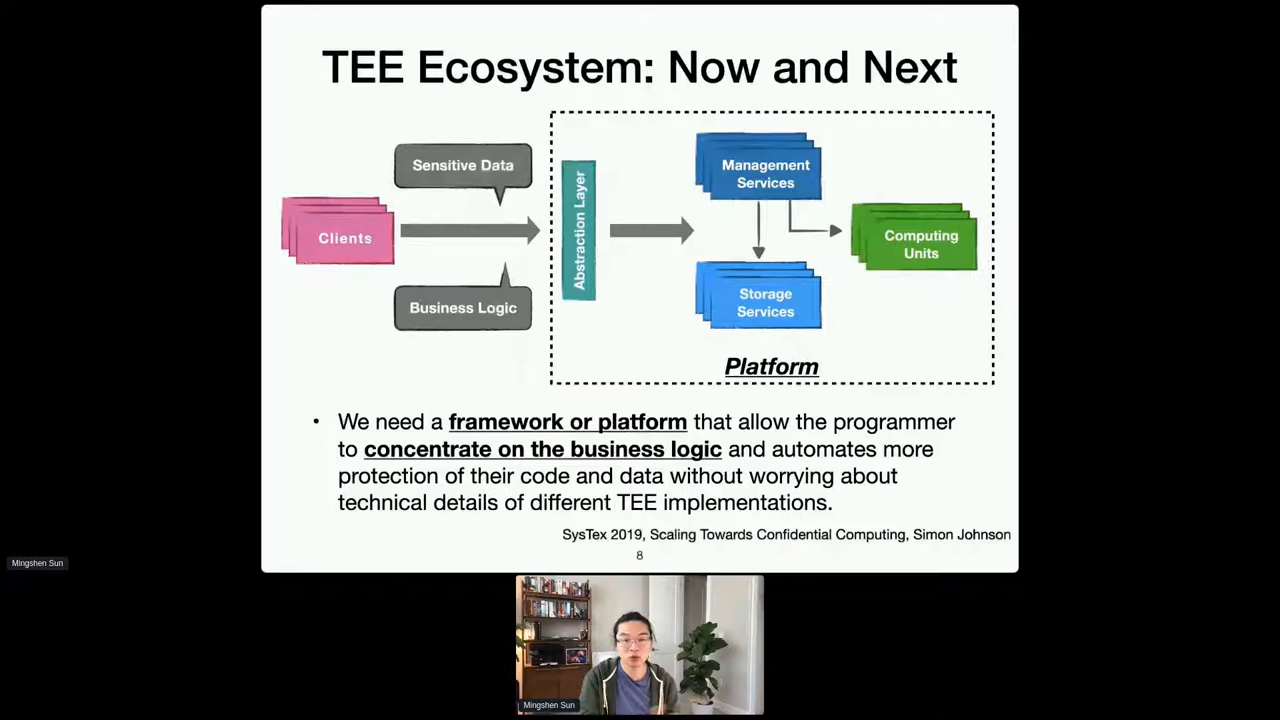 TEE Ecosystem: Now and Next
Sensitive Data
Clients
Business Logic
Abstraction Layer
Management
Services
Computing
Units
Storage
Services
Platform
• We need a framework or platform that allow the programmer
to concentrate on the business logic and automates more
protection of their code and data without worrying about
technical details of different TEE implementations.
SysTex 2019, Scaling Towards Confidential Computing, Simon Johnson
8
Mingshen Sun
Mingshen Sun